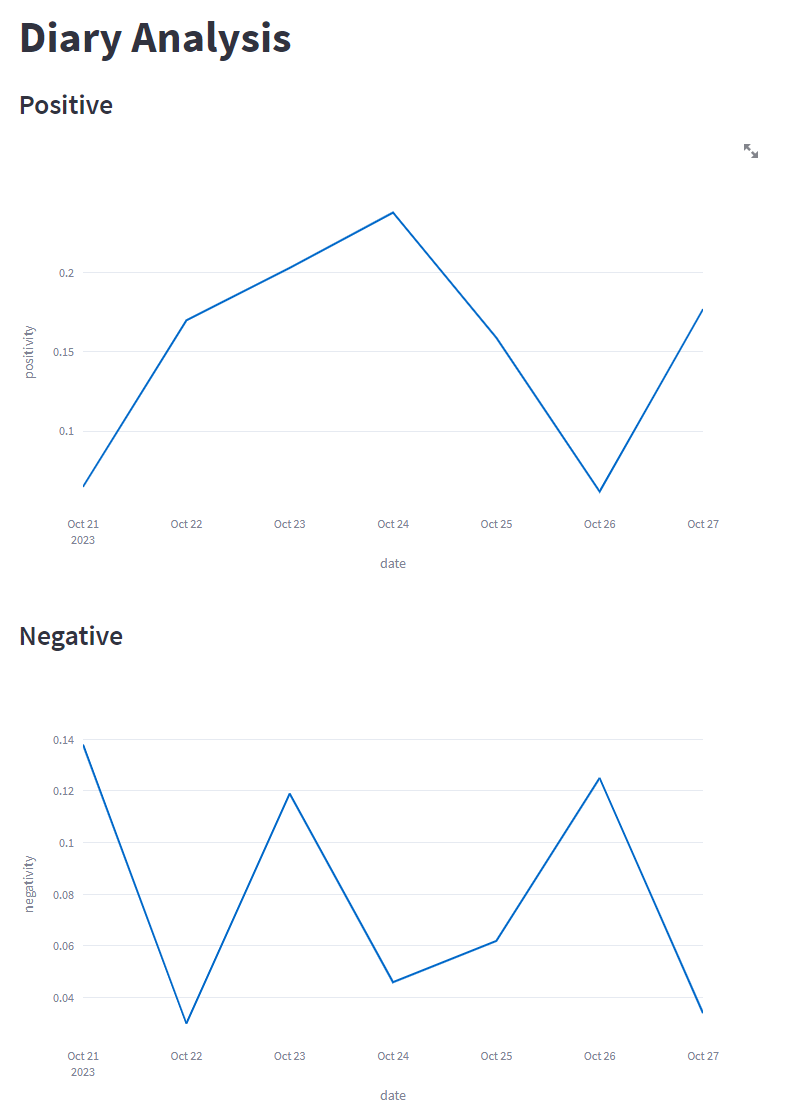 Diary Analysis
Positive
0.2
0.15
0.1
positivity
Oct 21 Oct 22 Oct 23 Oct 24 Oct 25 Oct 26 Oct 27
2023
date
Negative
0.14
0.12
0.1
0.08
0.06
0.04
negativity
Oct 21 Oct 22 Oct 23 Oct 24 Oct 25 Oct 26 Oct 27
2023
date